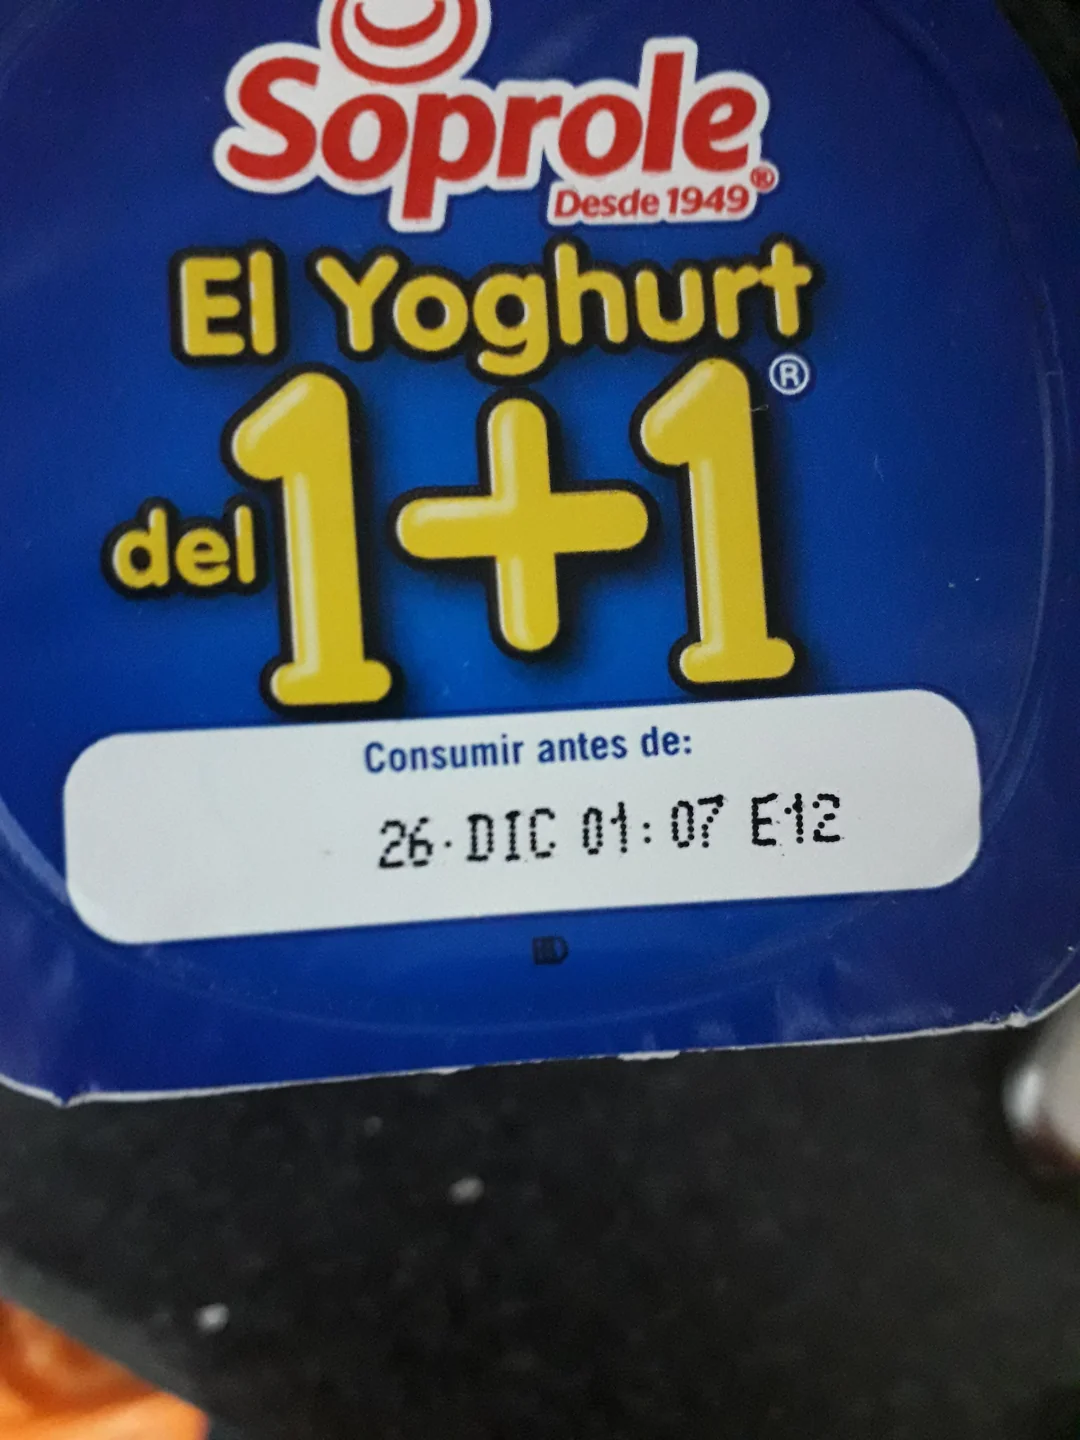 Soprole®
Desde 1949
El Yoghurt
del 1+1®
Consumir antes de:
26·DIC 01:07 E12